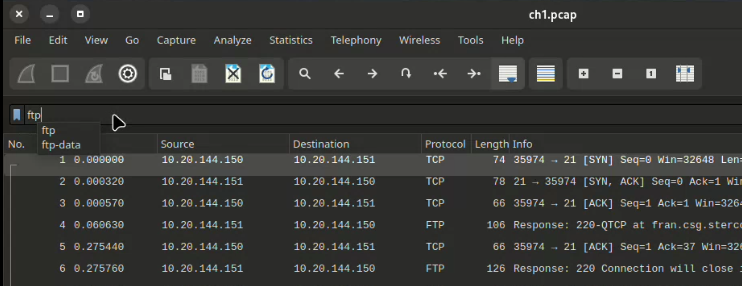 ch1.pcap
File Edit View Go Capture Analyze Statistics Telephony Wireless Tools Help
ftp
ftp
ftp-data
No. Source Destination Protocol Length Info
1 0.000000 10.20.144.150 10.20.144.151 TCP 74 35974 → 21 [SYN] Seq=0 Win=32648 Len=
2 0.000320 10.20.144.151 10.20.144.150 TCP 78 21 → 35974 [SYN, ACK] Seq=0 Ack=1 Wi
3 0.000570 10.20.144.150 10.20.144.151 TCP 66 35974 → 21 [ACK] Seq=1 Ack=1 Win=264
4 0.060630 10.20.144.151 10.20.144.150 FTP 106 Response: 220-QTCP at fran.csg.sterco
5 0.275440 10.20.144.150 10.20.144.151 TCP 66 35974 → 21 [ACK] Seq=1 Ack=37 Win=326
6 0.275760 10.20.144.151 10.20.144.150 FTP 126 Response: 220 Connection will close i